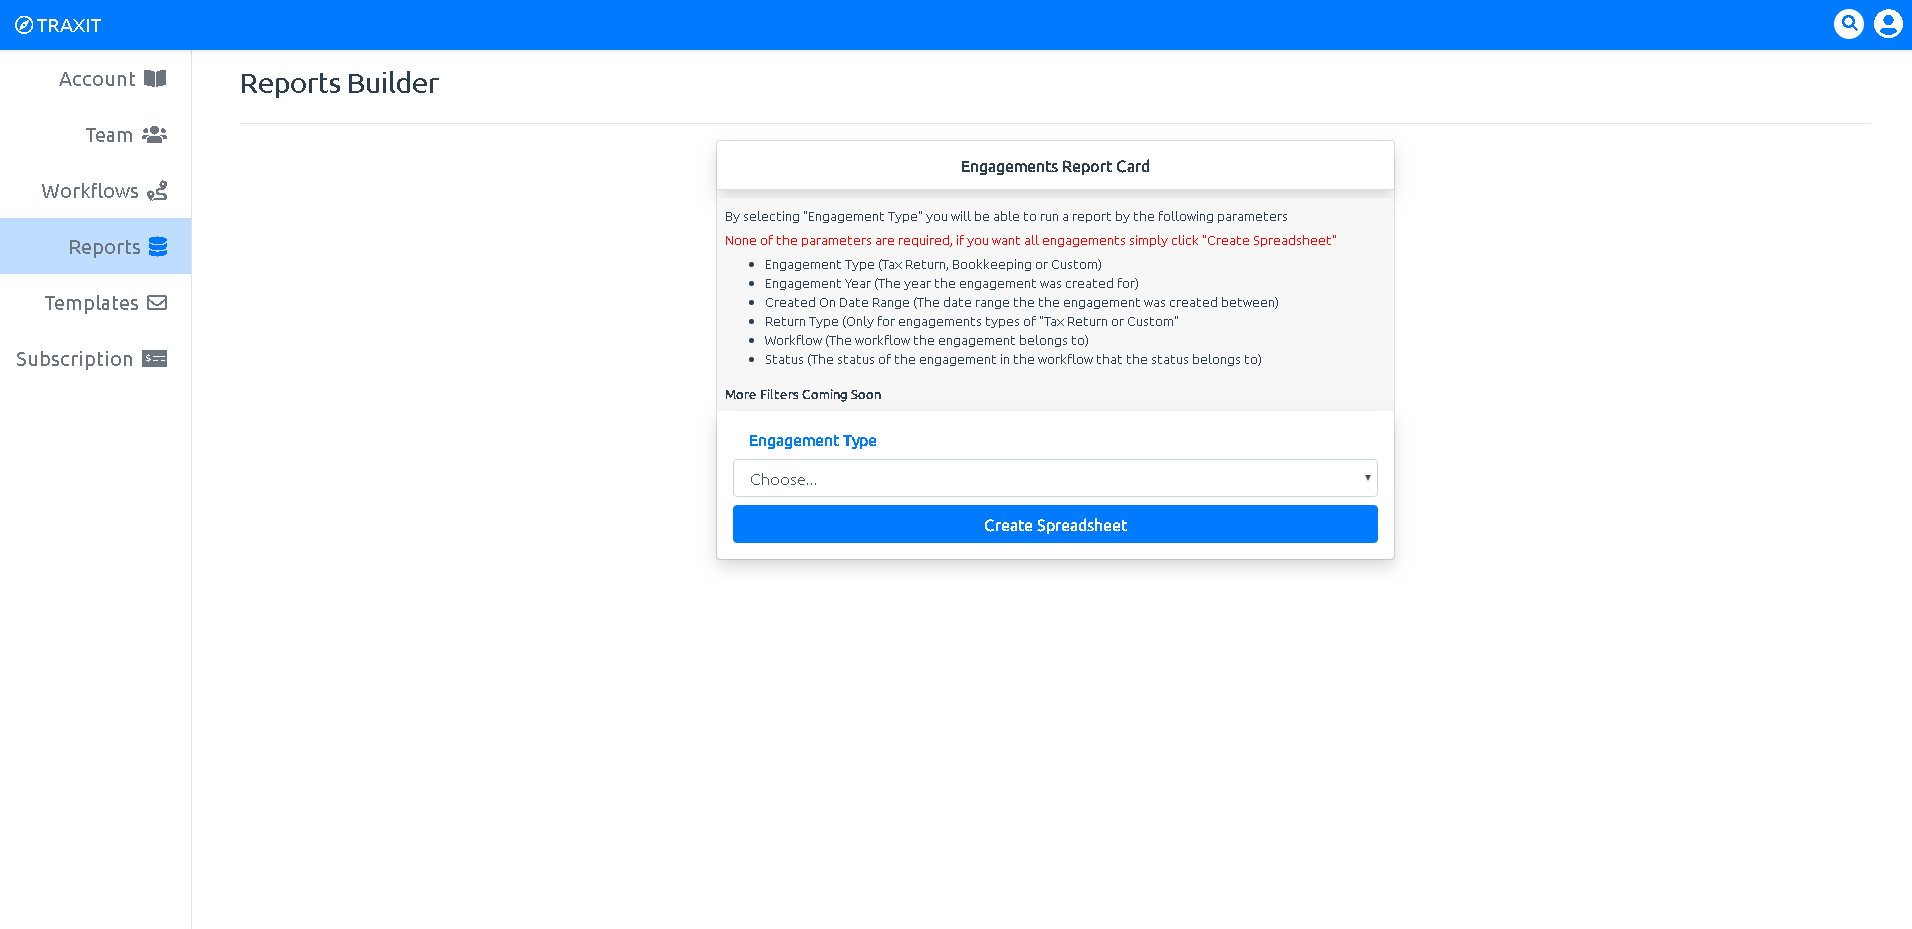 TRAXIT
Account
Team
Workflows
Reports
Templates
Subscription
Reports Builder
Engagements Report Card
By selecting "Engagement Type" you will be able to run a report by the following parameters
None of the parameters are required, if you want all engagements simply click "Create Spreadsheet"
Engagement Type (Tax Return, Bookkeeping or Custom)
Engagement Year (The year the engagement was created for)
Created On Date Range (The date range the the engagement was created between)
Return Type (Only for engagements types of "Tax Return or Custom"
Workflow (The workflow the engagement belongs to)
Status (The status of the engagement in the workflow that the status belongs to)
More Filters Coming Soon
Engagement Type
Choose...
Create Spreadsheet